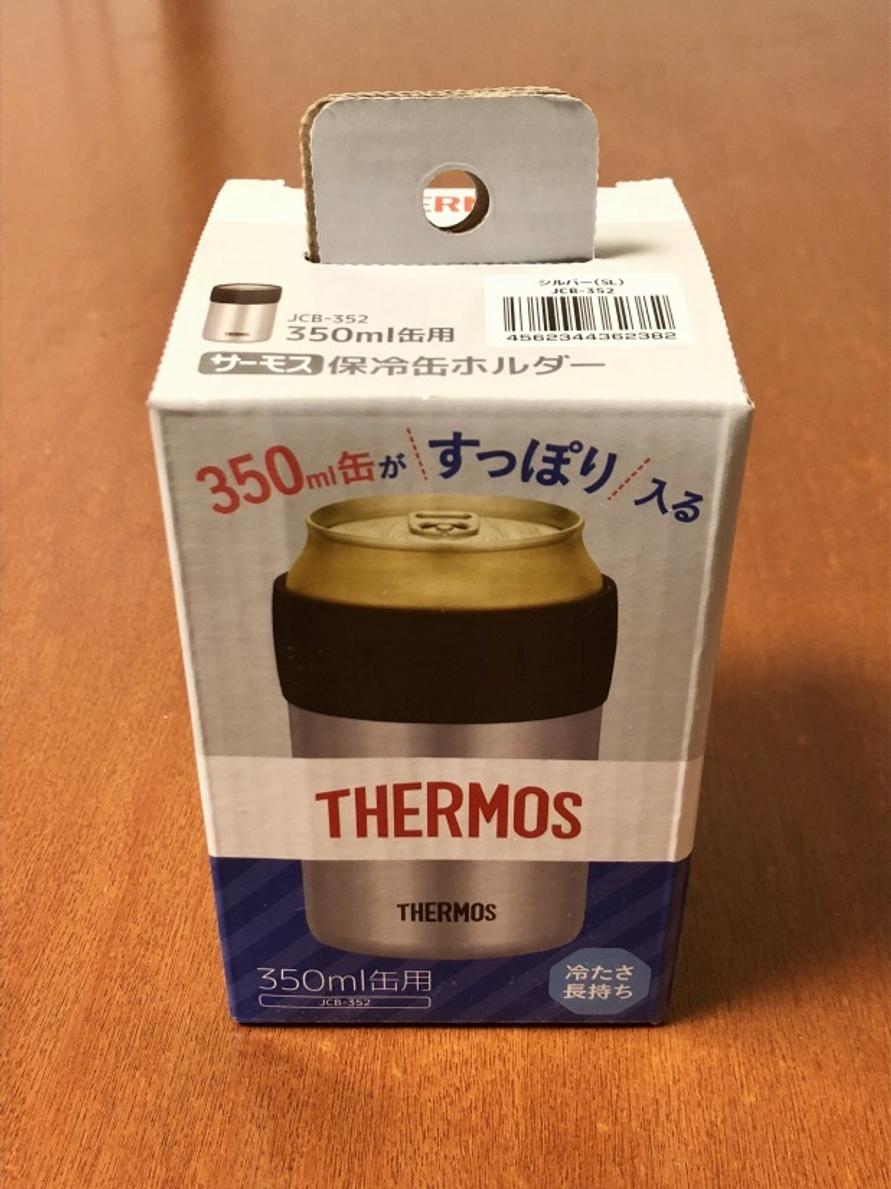 シルバー(SL)
JCB-352
4562344362382
JCB-352
350ml缶用
サーモス 保冷缶ホルダー
350ml缶が すっぽり 入る
THERMOS
THERMOS
350ml缶用
JCB-352
冷たさ
長持ち